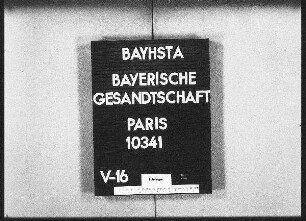 BAYHSTA
BAYERISCHE
GESANDTSCHAFT
PARIS
10341
V-16